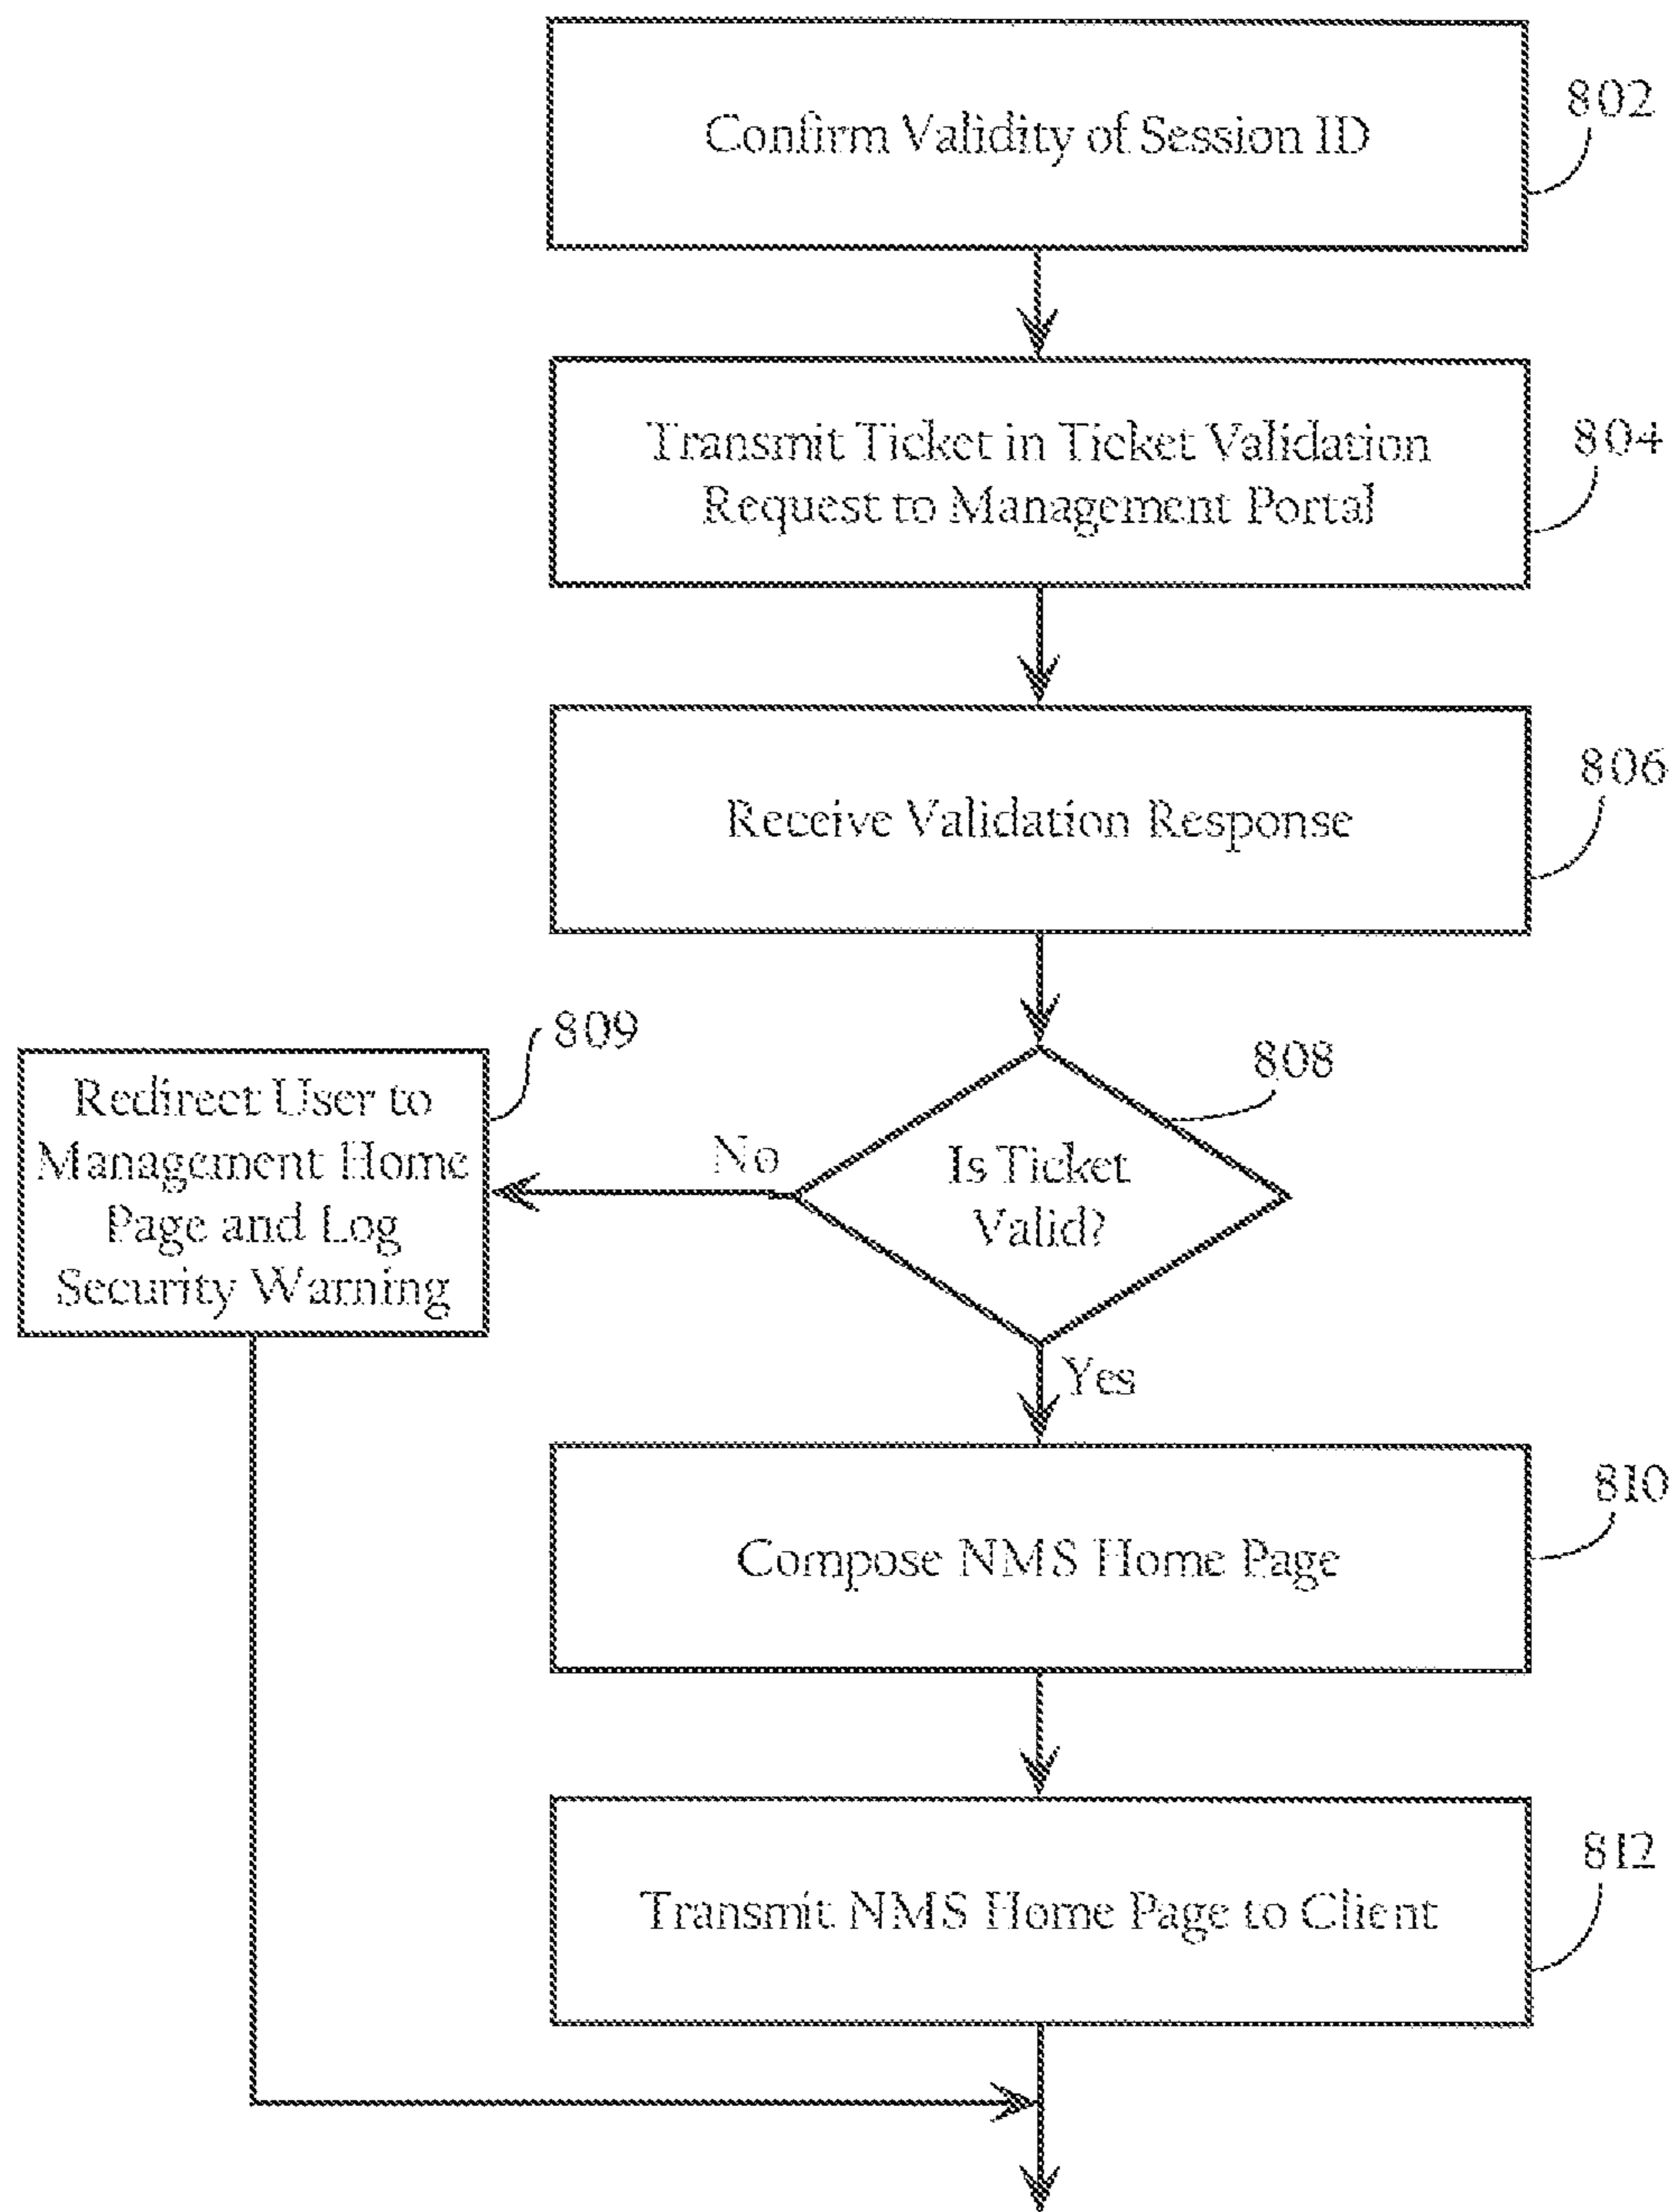 Confirm Validity of Session ID
802
Transmit Ticket in Ticket Validation
Request to Management Portal
804
Receive Validation Response
806
Is Ticket
Valid?
808
No
Redirect User to
Management Home
Page and Log
Security Warning
809
Yes
Compose NMS Home Page
810
Transmit NMS Home Page to Client
812